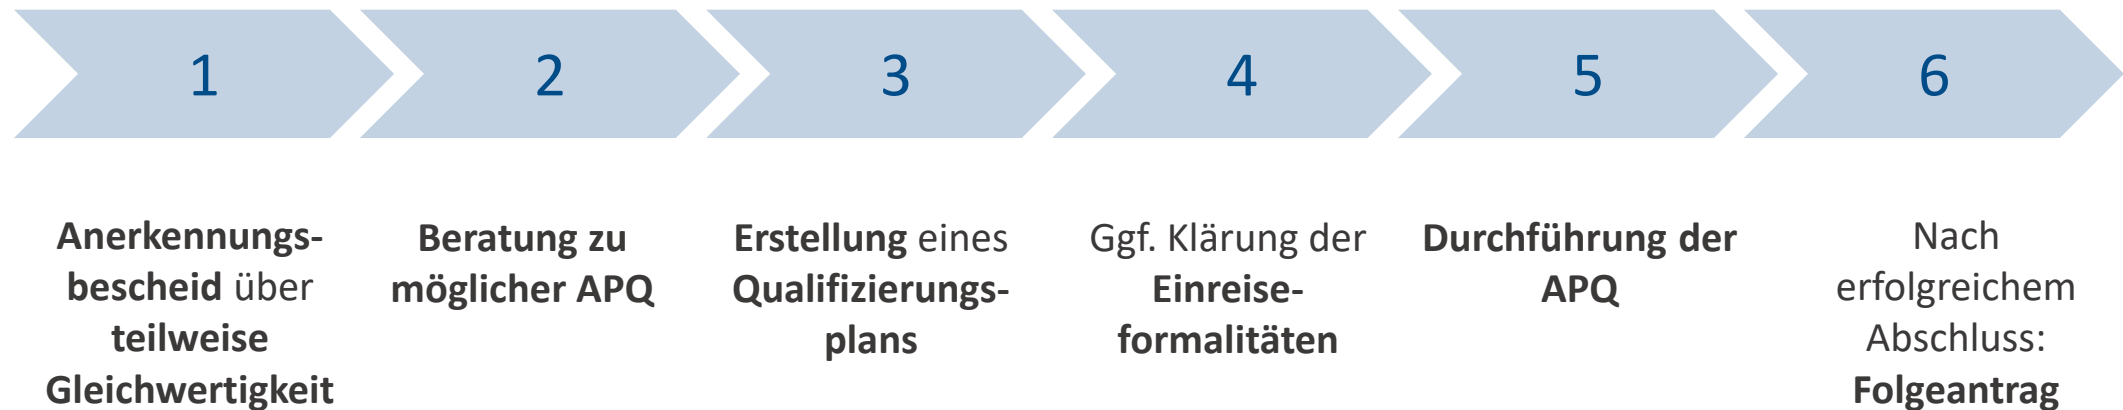 1
2
3
4
5
6
Anerkennungs-
bescheid über
teilweise
Gleichwertigkeit
Beratung zu
möglicher APQ
Erstellung eines
Qualifizierungs-
plans
Ggf. Klärung der
Einreise-
formalitäten
Durchführung der
APQ
Nach
erfolgreichem
Abschluss:
Folgeantrag